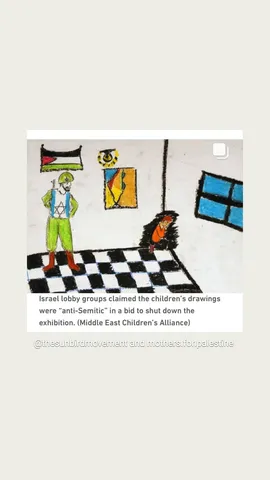 Israel lobby groups claimed the children's drawings
were "anti-Semitic" in a bid to shut down the
exhibition. (Middle East Children's Alliance)
@thesunbirdmovement and mothers.for.palestine